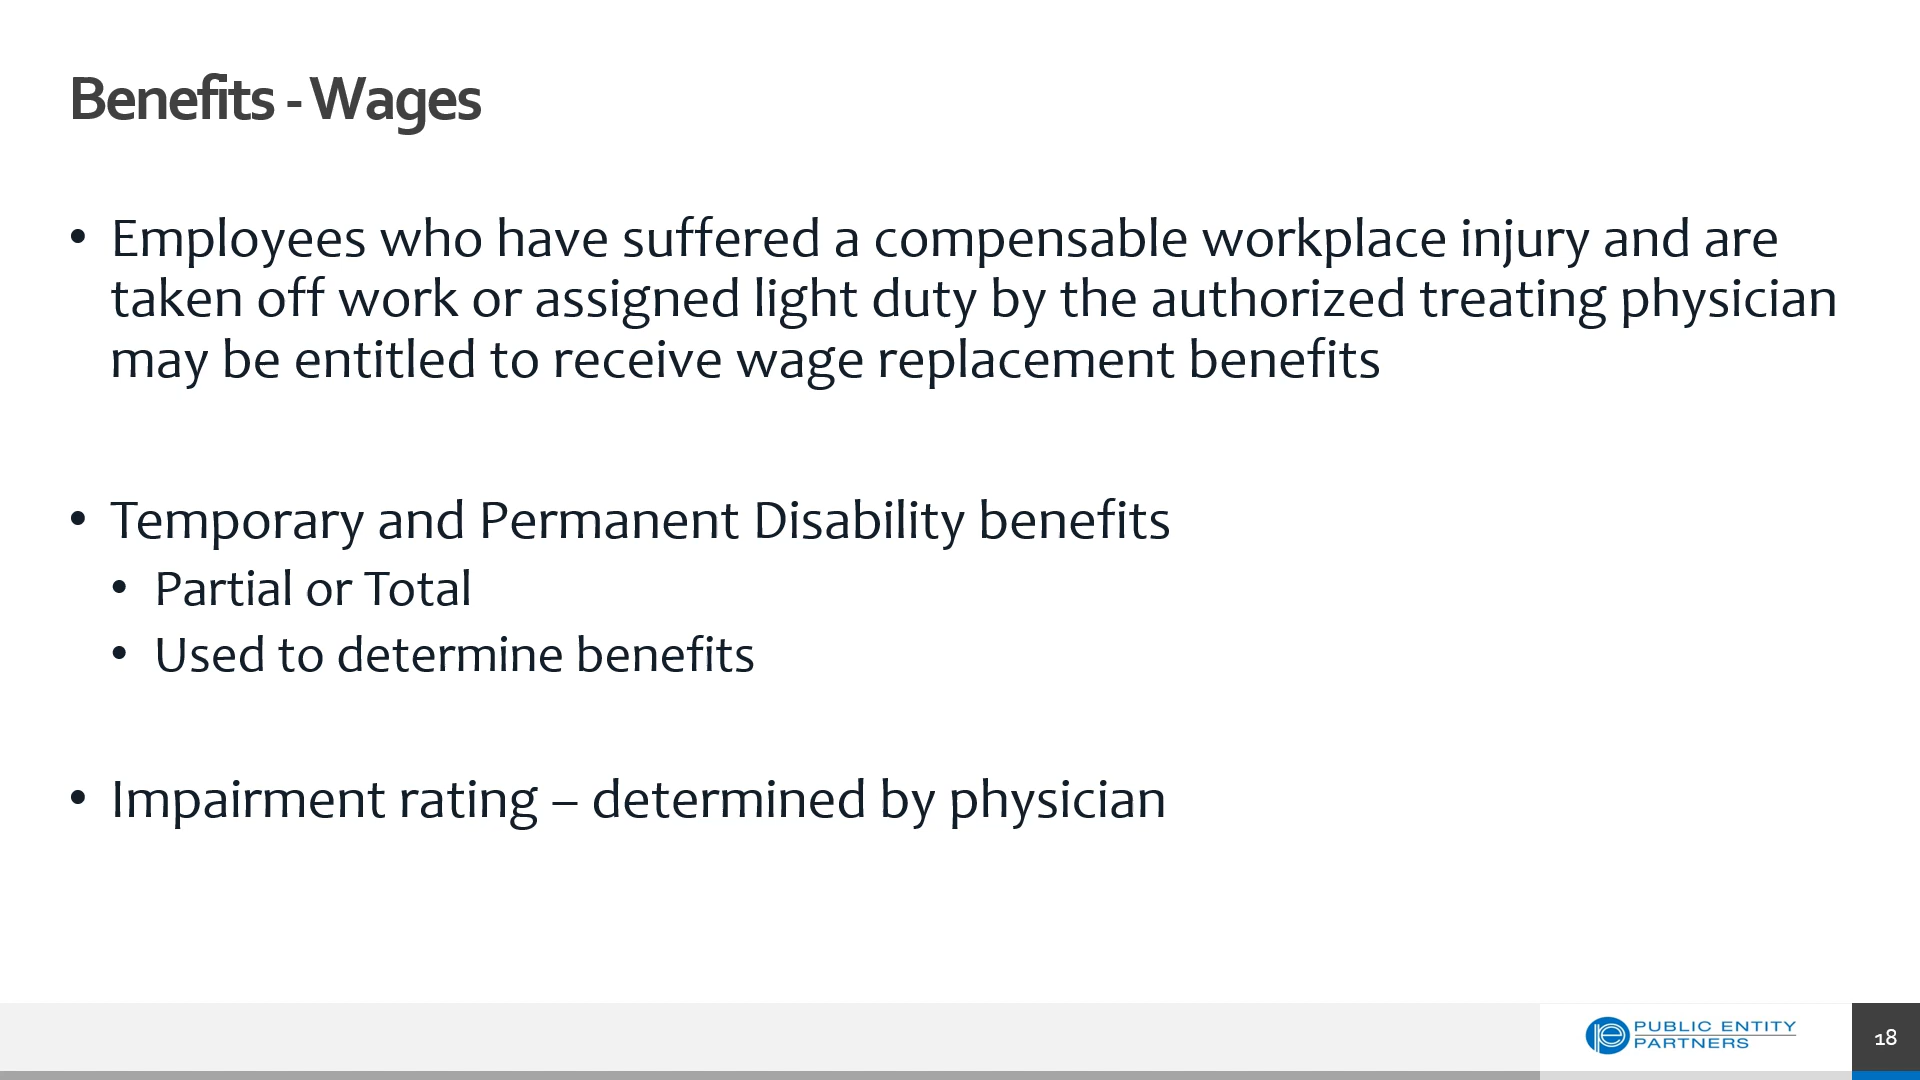 Benefits - Wages
• Employees who have suffered a compensable workplace injury and are
taken off work or assigned light duty by the authorized treating physician
may be entitled to receive wage replacement benefits
• Temporary and Permanent Disability benefits
• Partial or Total
• Used to determine benefits
• Impairment rating – determined by physician
PUBLIC ENTITY
PARTNERS
18